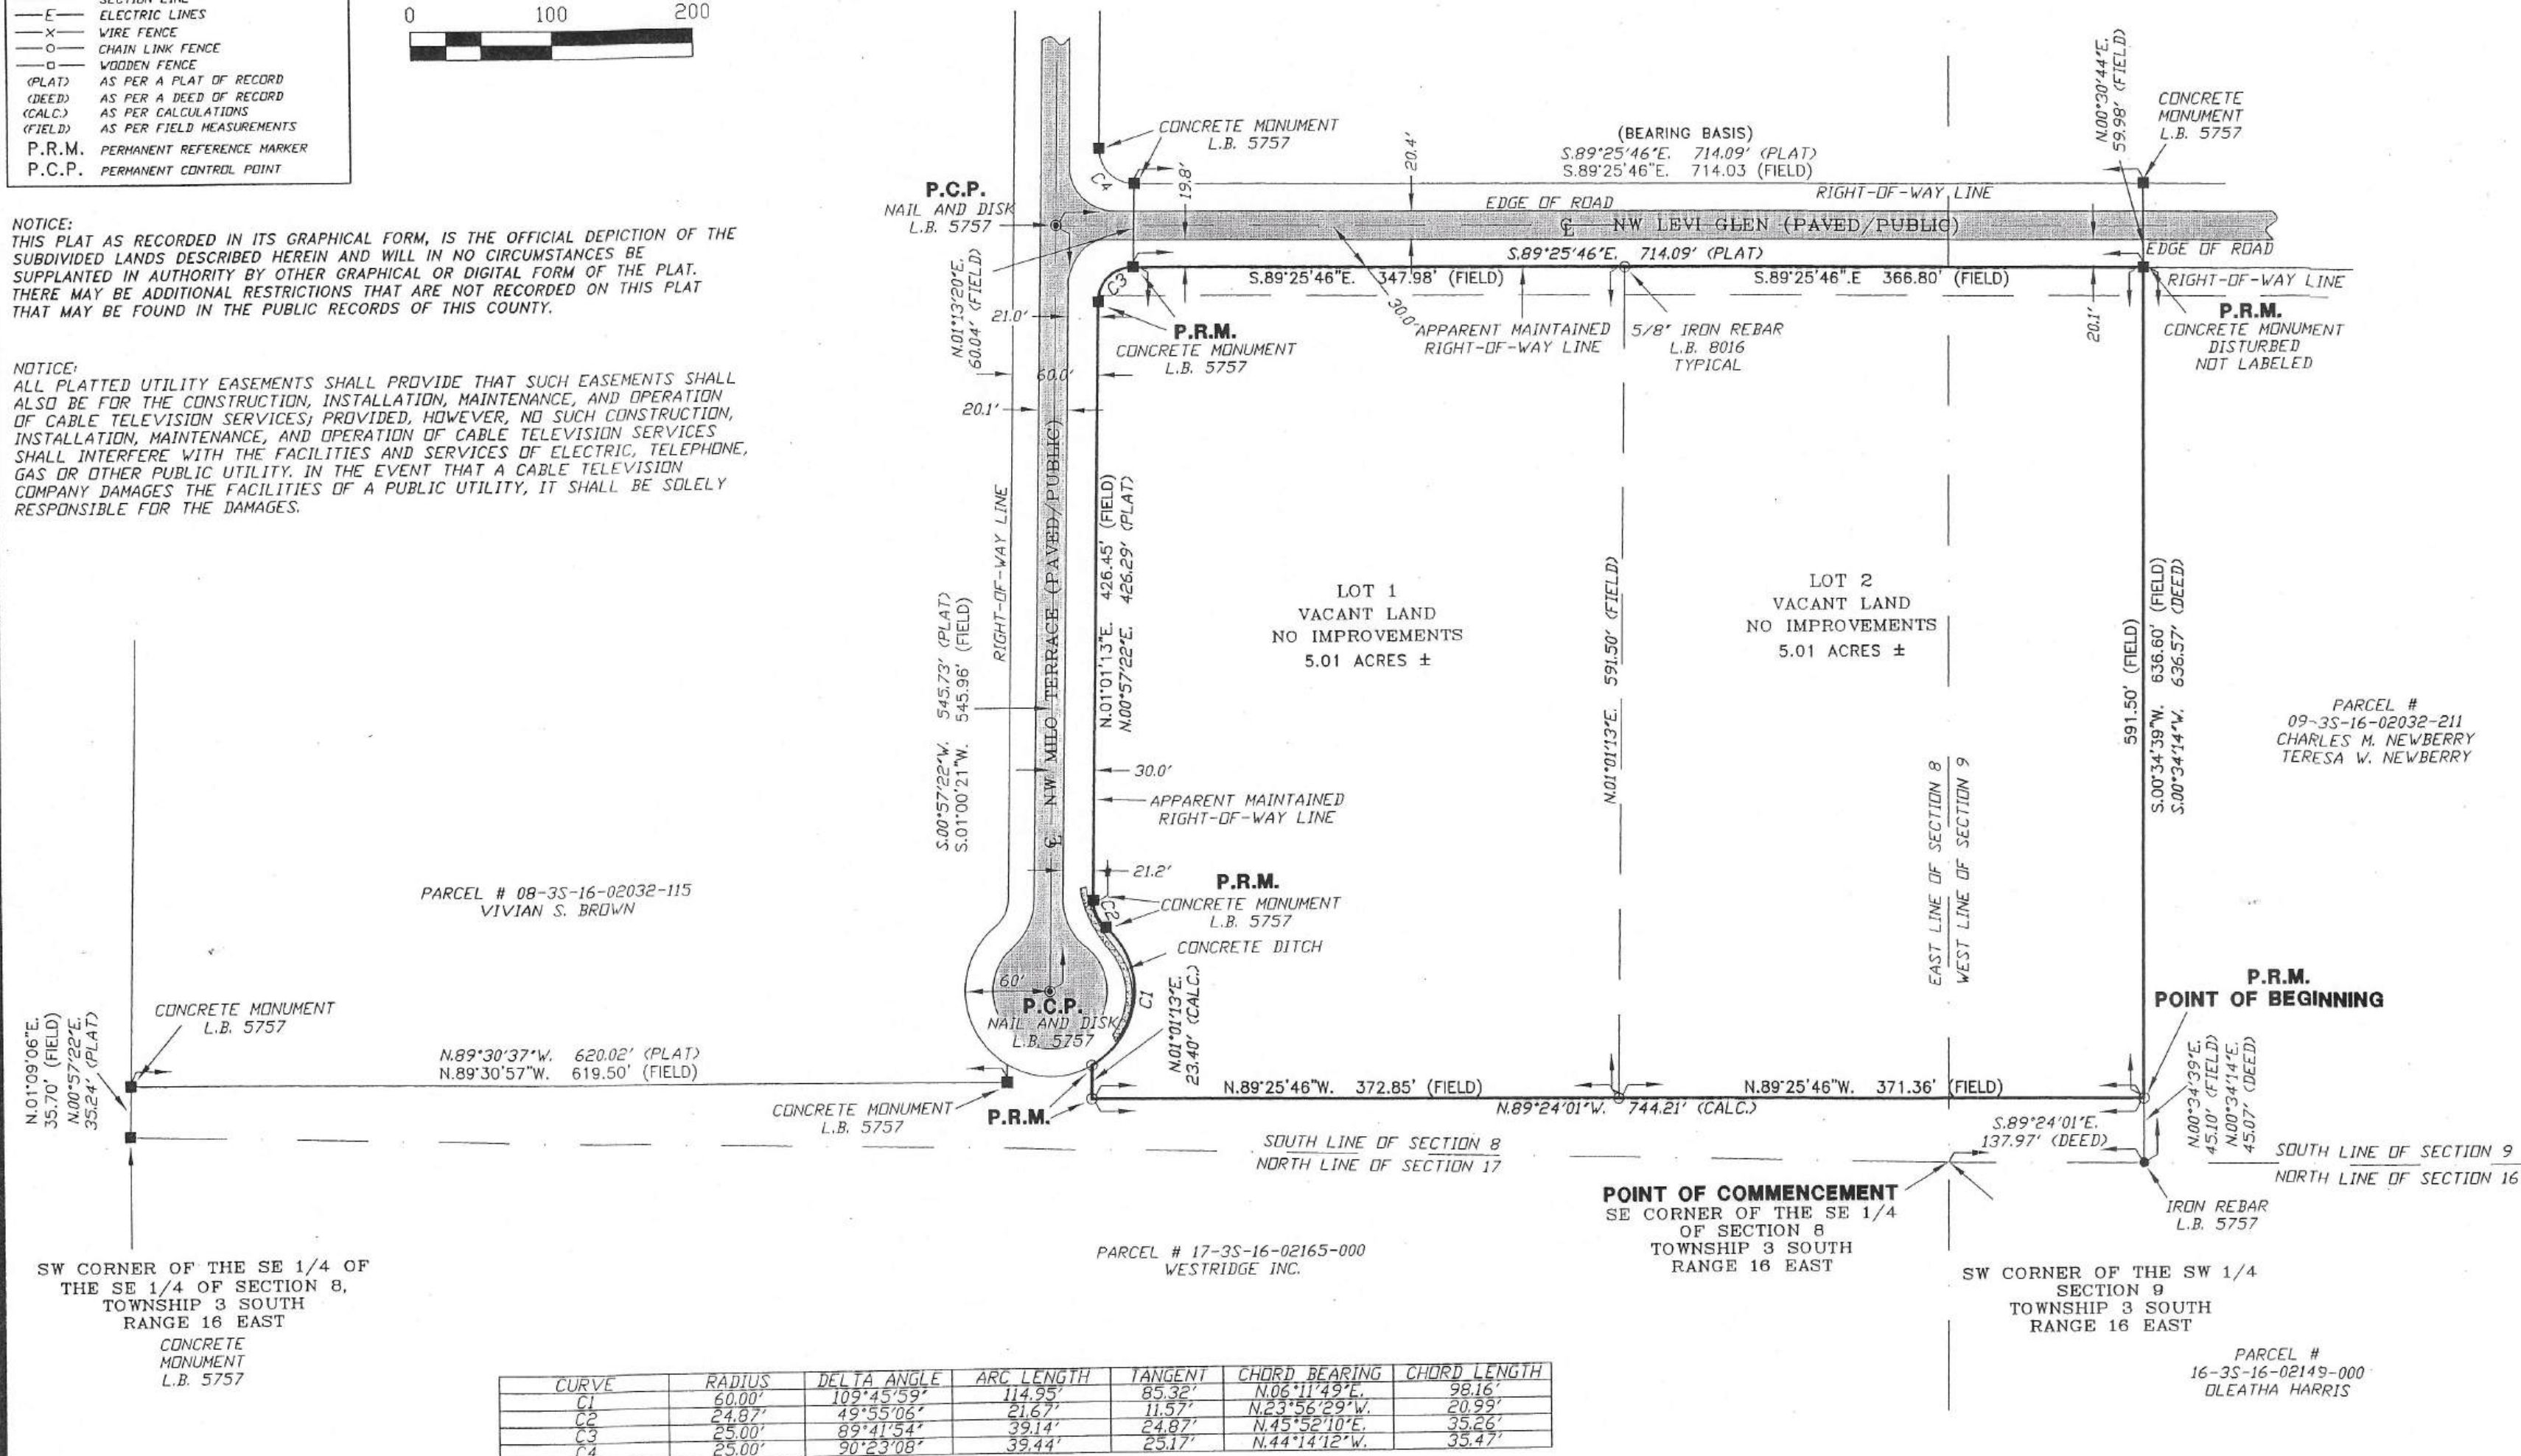 SECTION LINE
E ELECTRIC LINES
X WIRE FENCE
O CHAIN LINK FENCE
□ WOODEN FENCE
(PLAT) AS PER A PLAT OF RECORD
(DEED) AS PER A DEED OF RECORD
(CALC.) AS PER CALCULATIONS
(FIELD) AS PER FIELD MEASUREMENTS
P.R.M. PERMANENT REFERENCE MARKER
P.C.P. PERMANENT CONTROL POINT
0 100 200
NOTICE:
THIS PLAT AS RECORDED IN ITS GRAPHICAL FORM, IS THE OFFICIAL DEPICTION OF THE
SUBDIVIDED LANDS DESCRIBED HEREIN AND WILL IN NO CIRCUMSTANCES BE
SUPPLANTED IN AUTHORITY BY OTHER GRAPHICAL OR DIGITAL FORM OF THE PLAT.
THERE MAY BE ADDITIONAL RESTRICTIONS THAT ARE NOT RECORDED ON THIS PLAT
THAT MAY BE FOUND IN THE PUBLIC RECORDS OF THIS COUNTY.
NOTICE:
ALL PLATTED UTILITY EASEMENTS SHALL PROVIDE THAT SUCH EASEMENTS SHALL
ALSO BE FOR THE CONSTRUCTION, INSTALLATION, MAINTENANCE, AND OPERATION
OF CABLE TELEVISION SERVICES; PROVIDED, HOWEVER, NO SUCH CONSTRUCTION,
INSTALLATION, MAINTENANCE, AND OPERATION OF CABLE TELEVISION SERVICES
SHALL INTERFERE WITH THE FACILITIES AND SERVICES OF ELECTRIC, TELEPHONE,
GAS OR OTHER PUBLIC UTILITY. IN THE EVENT THAT A CABLE TELEVISION
COMPANY DAMAGES THE FACILITIES OF A PUBLIC UTILITY, IT SHALL BE SOLELY
RESPONSIBLE FOR THE DAMAGES.
CONCRETE MONUMENT
L.B. 5757
C4
19.8'
20.4'
(BEARING BASIS)
S.89°25'46"E. 714.09' (PLAT)
S.89°25'46"E. 714.03 (FIELD)
RIGHT-OF-WAY LINE
N.00°30'44"E.
59.98' (FIELD)
CONCRETE
MONUMENT
L.B. 5757
P.C.P.
NAIL AND DISK
L.B. 5757
EDGE OF ROAD
℄ NW LEVI GLEN (PAVED/PUBLIC)
EDGE OF ROAD
S.89°25'46"E. 714.09' (PLAT)
S.89°25'46"E. 347.98' (FIELD)
S.89°25'46".E 366.80' (FIELD)
RIGHT-OF-WAY LINE
N.01°13'20"E.
60.04' (FIELD)
C3
21.0'
P.R.M.
CONCRETE MONUMENT
L.B. 5757
30.0'
APPARENT MAINTAINED
RIGHT-OF-WAY LINE
5/8" IRON REBAR
L.B. 8016
TYPICAL
20.1'
P.R.M.
CONCRETE MONUMENT
DISTURBED
NOT LABELED
60.0'
20.1'
RIGHT-OF-WAY LINE
℄ NW MILO TERRACE (PAVED/PUBLIC)
N.01°01'13"E. 426.45' (FIELD)
N.00°57'22"E. 426.29' (PLAT)
S.00°57'22"W. 545.73' (PLAT)
S.01°00'21"W. 545.96' (FIELD)
LOT 1
VACANT LAND
NO IMPROVEMENTS
5.01 ACRES ±
N.01°01'13"E. 591.50' (FIELD)
LOT 2
VACANT LAND
NO IMPROVEMENTS
5.01 ACRES ±
591.50' (FIELD)
S.00°34'39"W. 636.60' (FIELD)
S.00°34'14"W. 636.57' (DEED)
PARCEL #
09-3S-16-02032-211
CHARLES M. NEWBERRY
TERESA W. NEWBERRY
EAST LINE OF SECTION 8
WEST LINE OF SECTION 9
30.0'
APPARENT MAINTAINED
RIGHT-OF-WAY LINE
21.2'
P.R.M.
CONCRETE MONUMENT
L.B. 5757
C2
CONCRETE DITCH
C1
60'
P.C.P.
NAIL AND DISK
L.B. 5757
N.01°01'13"E.
23.40' (CALC.)
PARCEL # 08-3S-16-02032-115
VIVIAN S. BROWN
CONCRETE MONUMENT
L.B. 5757
N.01°09'06"E.
35.70' (FIELD)
N.00°57'22"E.
35.24' (PLAT)
N.89°30'37"W. 620.02' (PLAT)
N.89°30'57"W. 619.50' (FIELD)
CONCRETE MONUMENT
L.B. 5757
P.R.M.
N.89°25'46"W. 372.85' (FIELD)
N.89°25'46"W. 371.36' (FIELD)
N.89°24'01"W. 744.21' (CALC.)
P.R.M.
POINT OF BEGINNING
S.89°24'01"E.
137.97' (DEED)
N.00°34'39"E.
45.10' (FIELD)
N.00°34'14"E.
45.07' (DEED)
SOUTH LINE OF SECTION 8
NORTH LINE OF SECTION 17
SOUTH LINE OF SECTION 9
NORTH LINE OF SECTION 16
IRON REBAR
L.B. 5757
POINT OF COMMENCEMENT
SE CORNER OF THE SE 1/4
OF SECTION 8
TOWNSHIP 3 SOUTH
RANGE 16 EAST
PARCEL # 17-3S-16-02165-000
WESTRIDGE INC.
SW CORNER OF THE SW 1/4
SECTION 9
TOWNSHIP 3 SOUTH
RANGE 16 EAST
PARCEL #
16-3S-16-02149-000
OLEATHA HARRIS
SW CORNER OF THE SE 1/4 OF
THE SE 1/4 OF SECTION 8,
TOWNSHIP 3 SOUTH
RANGE 16 EAST
CONCRETE
MONUMENT
L.B. 5757
CURVE RADIUS DELTA ANGLE ARC LENGTH TANGENT CHORD BEARING CHORD LENGTH
C1 60.00' 109°45'59" 114.95' 85.32' N.06°11'49"E. 98.16'
C2 24.87' 49°55'06" 21.67' 11.57' N.23°56'29"W. 20.99'
C3 25.00' 89°41'54" 39.14' 24.87' N.45°52'10"E. 35.26'
C4 25.00' 90°23'08" 39.44' 25.17' N.44°14'12"W. 35.47'